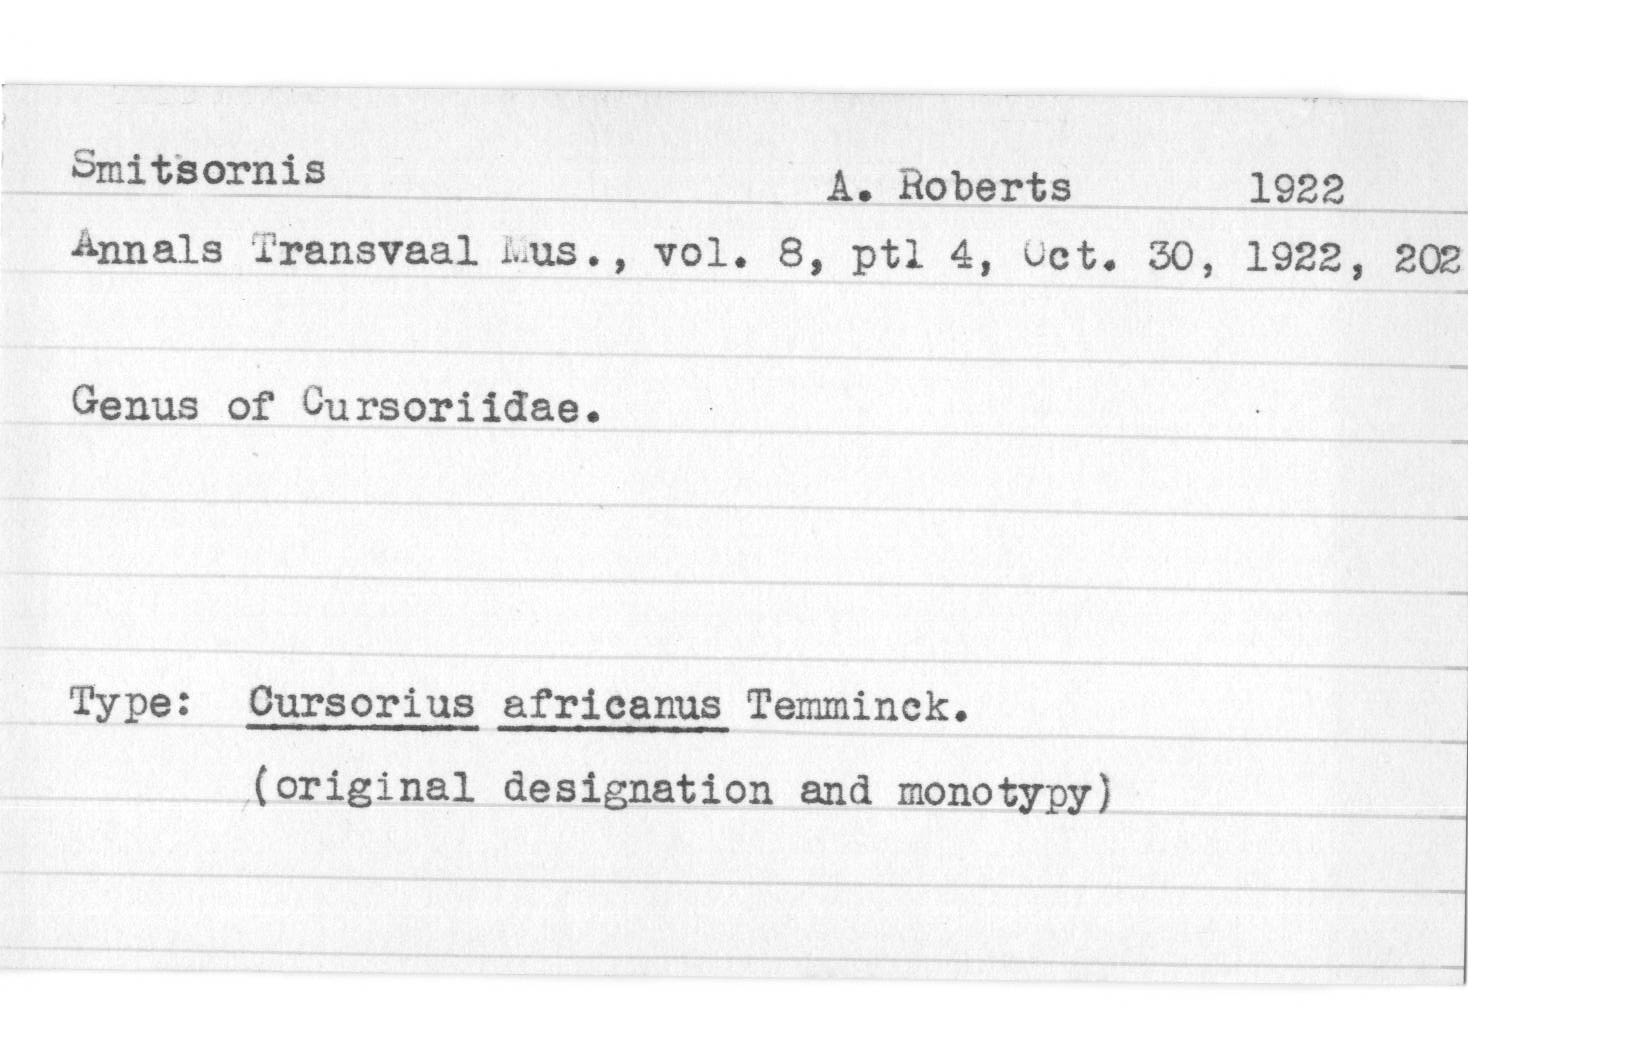 Smitsornis A. Roberts 1922
Annals Transvaal Mus., vol. 8, ptl 4, Oct. 30, 1922, 202
Genus of Cursoriidae.
Type: Cursorius africanus Temminck.
(original designation and monotypy)